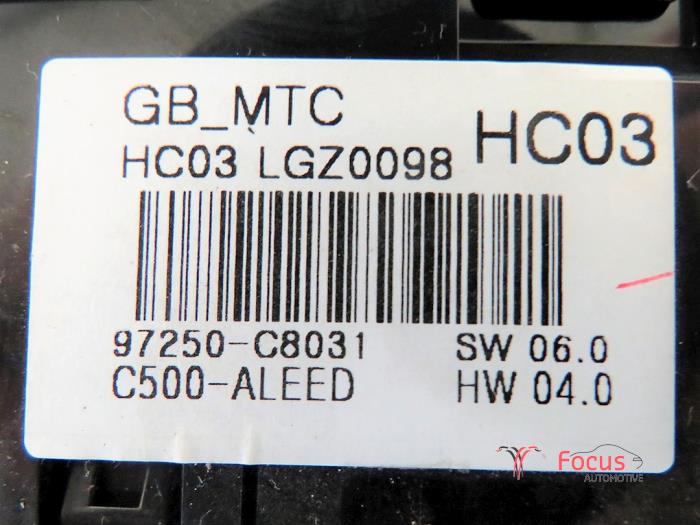 GB_MTC
HC03 LGZ0098 HC03
97250-C8031 SW 06.0
C500-ALEED HW 04.0
Focus
AUTOMOTIVE